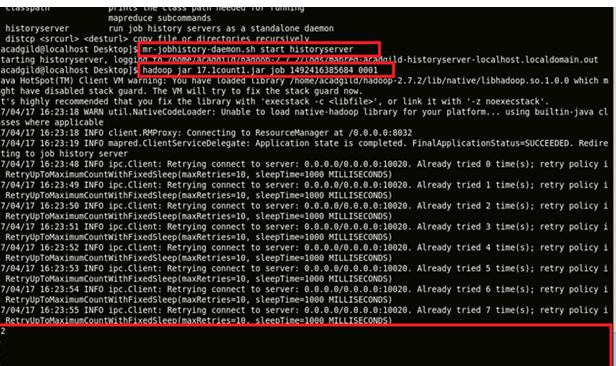 classpath prints the class path needed for running
mapreduce subcommands
historyserver run job history servers as a standalone daemon
distcp <srcurl> <desturl> copy file or directories recursively
acadgild@localhost Desktop]$ mr-jobhistory-daemon.sh start historyserver
tarting historyserver, logging to /home/acadgild/hadoop-2.7.2/logs/mapred-acadgild-historyserver-localhost.localdomain.out
acadgild@localhost Desktop]$ hadoop jar 17.1count1.jar job 1492416385684 0001
ava HotSpot(TM) Client VM warning: You have loaded library /home/acadgild/hadoop-2.7.2/lib/native/libhadoop.so.1.0.0 which m
ght have disabled stack guard. The VM will try to fix the stack guard now.
t's highly recommended that you fix the library with 'execstack -c <libfile>', or link it with '-z noexecstack'.
7/04/17 16:23:18 WARN util.NativeCodeLoader: Unable to load native-hadoop library for your platform... using builtin-java cl
sses where applicable
7/04/17 16:23:18 INFO client.RMProxy: Connecting to ResourceManager at /0.0.0.0:8032
7/04/17 16:23:19 INFO mapred.ClientServiceDelegate: Application state is completed. FinalApplicationStatus=SUCCEEDED. Redire
ting to job history server
7/04/17 16:23:48 INFO ipc.Client: Retrying connect to server: 0.0.0.0/0.0.0.0:10020. Already tried 0 time(s); retry policy i
RetryUpToMaximumCountWithFixedSleep(maxRetries=10, sleepTime=1000 MILLISECONDS)
7/04/17 16:23:49 INFO ipc.Client: Retrying connect to server: 0.0.0.0/0.0.0.0:10020. Already tried 1 time(s); retry policy i
RetryUpToMaximumCountWithFixedSleep(maxRetries=10, sleepTime=1000 MILLISECONDS)
7/04/17 16:23:50 INFO ipc.Client: Retrying connect to server: 0.0.0.0/0.0.0.0:10020. Already tried 2 time(s); retry policy i
RetryUpToMaximumCountWithFixedSleep(maxRetries=10, sleepTime=1000 MILLISECONDS)
7/04/17 16:23:51 INFO ipc.Client: Retrying connect to server: 0.0.0.0/0.0.0.0:10020. Already tried 3 time(s); retry policy i
RetryUpToMaximumCountWithFixedSleep(maxRetries=10, sleepTime=1000 MILLISECONDS)
7/04/17 16:23:52 INFO ipc.Client: Retrying connect to server: 0.0.0.0/0.0.0.0:10020. Already tried 4 time(s); retry policy i
RetryUpToMaximumCountWithFixedSleep(maxRetries=10, sleepTime=1000 MILLISECONDS)
7/04/17 16:23:53 INFO ipc.Client: Retrying connect to server: 0.0.0.0/0.0.0.0:10020. Already tried 5 time(s); retry policy i
RetryUpToMaximumCountWithFixedSleep(maxRetries=10, sleepTime=1000 MILLISECONDS)
7/04/17 16:23:54 INFO ipc.Client: Retrying connect to server: 0.0.0.0/0.0.0.0:10020. Already tried 6 time(s); retry policy i
RetryUpToMaximumCountWithFixedSleep(maxRetries=10, sleepTime=1000 MILLISECONDS)
7/04/17 16:23:55 INFO ipc.Client: Retrying connect to server: 0.0.0.0/0.0.0.0:10020. Already tried 7 time(s); retry policy i
RetryUpToMaximumCountWithFixedSleep(maxRetries=10, sleepTime=1000 MILLISECONDS)
2